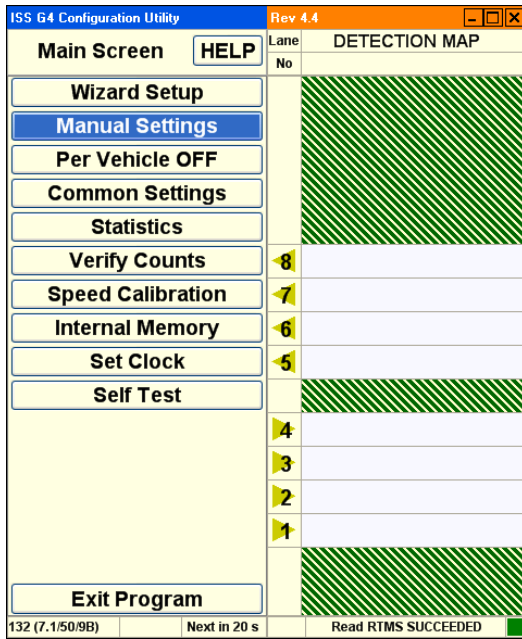 ISS G4 Configuration Utility
Rev 4.4
Main Screen
HELP
Lane
No
DETECTION MAP
Wizard Setup
Manual Settings
Per Vehicle OFF
Common Settings
Statistics
Verify Counts
8
Speed Calibration
7
Internal Memory
6
Set Clock
5
Self Test
4
3
2
1
Exit Program
132 (7.1/50/9B)
Next in 20 s
Read RTMS SUCCEEDED